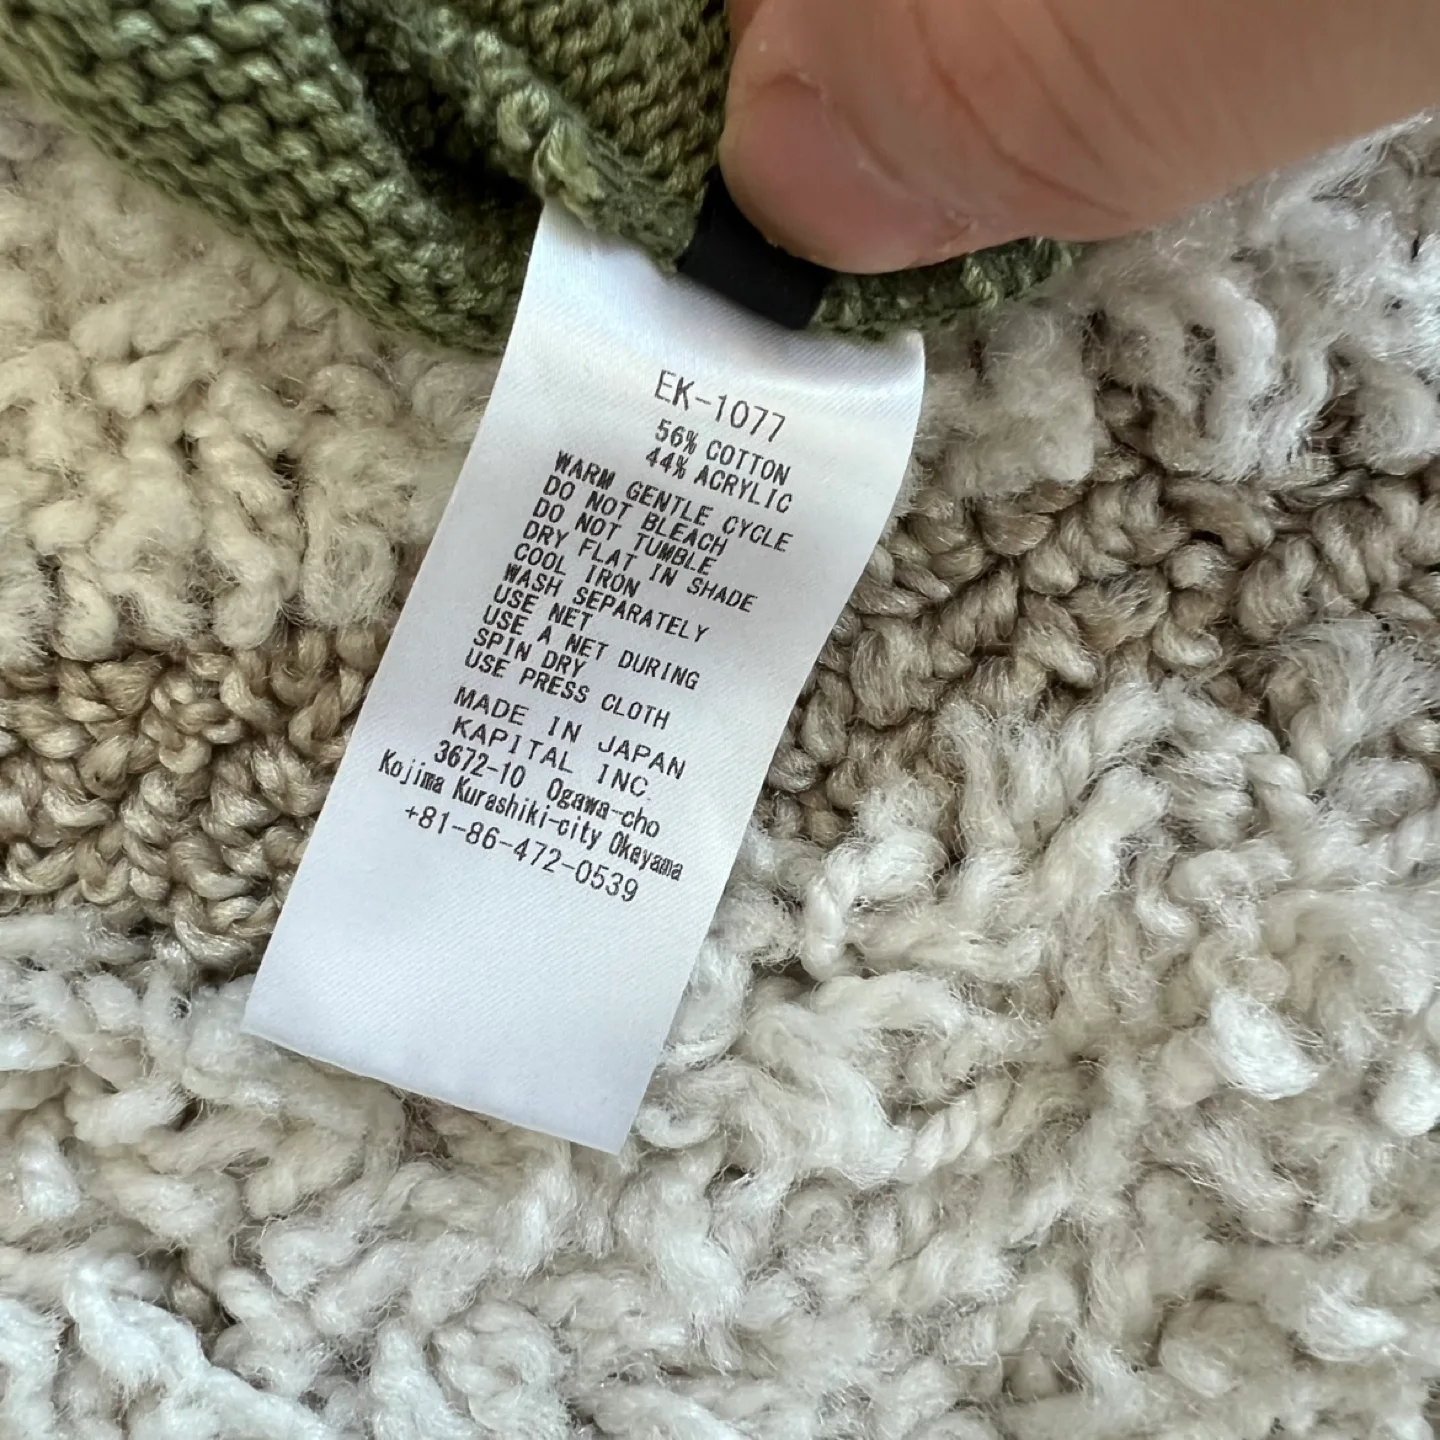 EK-1077
56% COTTON
44% ACRYLIC
WARM GENTLE CYCLE
DO NOT BLEACH
DO NOT TUMBLE
DRY FLAT IN SHADE
COOL IRON
WASH SEPARATELY
USE NET
USE A NET DURING
SPIN DRY
USE PRESS CLOTH
MADE IN JAPAN
KAPITAL INC.
3672-10 Ogawa-cho
Kojima Kurashiki-city Okayama
+81-86-472-0539